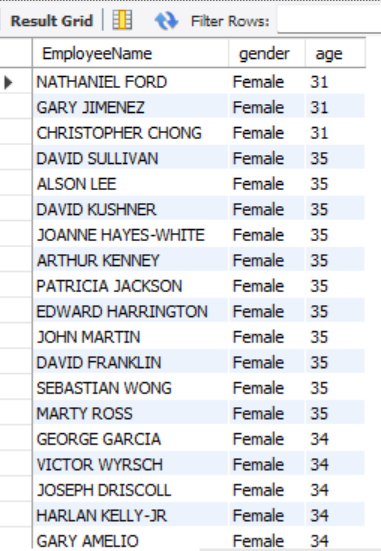 Result Grid Filter Rows:
EmployeeName gender age
NATHANIEL FORD Female 31
GARY JIMENEZ Female 31
CHRISTOPHER CHONG Female 31
DAVID SULLIVAN Female 35
ALSON LEE Female 35
DAVID KUSHNER Female 35
JOANNE HAYES-WHITE Female 35
ARTHUR KENNEY Female 35
PATRICIA JACKSON Female 35
EDWARD HARRINGTON Female 35
JOHN MARTIN Female 35
DAVID FRANKLIN Female 35
SEBASTIAN WONG Female 35
MARTY ROSS Female 35
GEORGE GARCIA Female 34
VICTOR WYRSCH Female 34
JOSEPH DRISCOLL Female 34
HARLAN KELLY-JR Female 34
GARY AMELIO Female 34